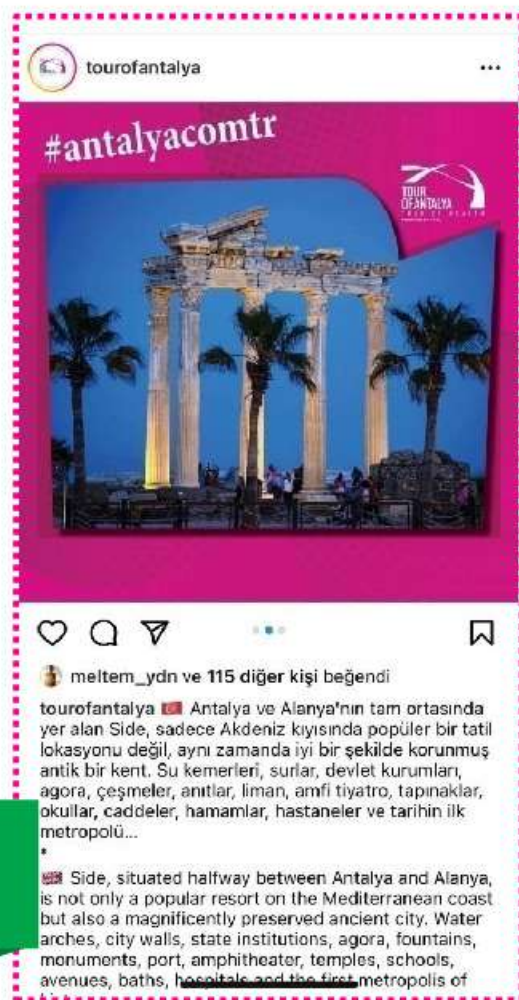 tourofantalya
#antalyacomtr
TOUR
OF ANTALYA
meltem_ydn ve 115 diğer kişi beğendi
tourofantalya 🇹🇷 Antalya ve Alanya'nın tam ortasında
yer alan Side, sadece Akdeniz kıyısında popüler bir tatil
lokasyonu değil, aynı zamanda iyi bir şekilde korunmuş
antik bir kent. Su kemerleri, surlar, devlet kurumları,
agora, çeşmeler, anıtlar, liman, amfi tiyatro, tapınaklar,
okullar, caddeler, hamamlar, hastaneler ve tarihin ilk
metropolü...
*
🇬🇧 Side, situated halfway between Antalya and Alanya,
is not only a popular resort on the Mediterranean coast
but also a magnificently preserved ancient city. Water
arches, city walls, state institutions, agora, fountains,
monuments, port, amphitheater, temples, schools,
avenues, baths, hospitals and the first metropolis of